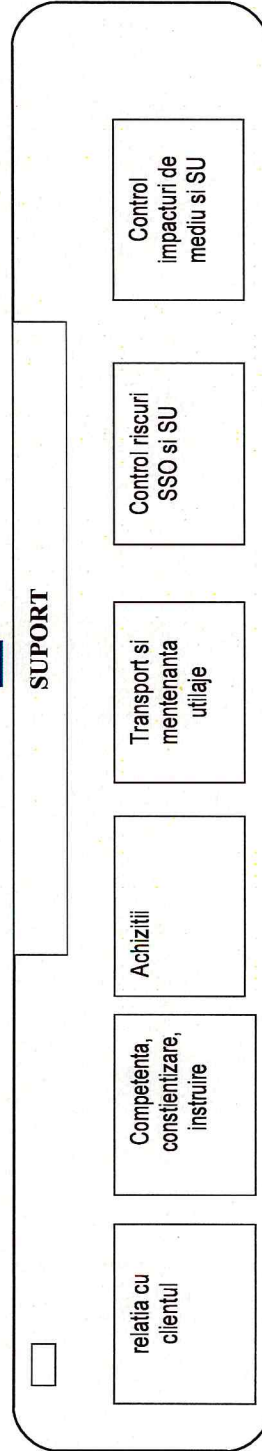 SUPORT
relatia cu
clientul
Competenta,
constientizare,
instruire
Achizitii
Transport si
mentenanta
utilaje
Control riscuri
SSO si SU
Control
impacturi de
mediu si SU